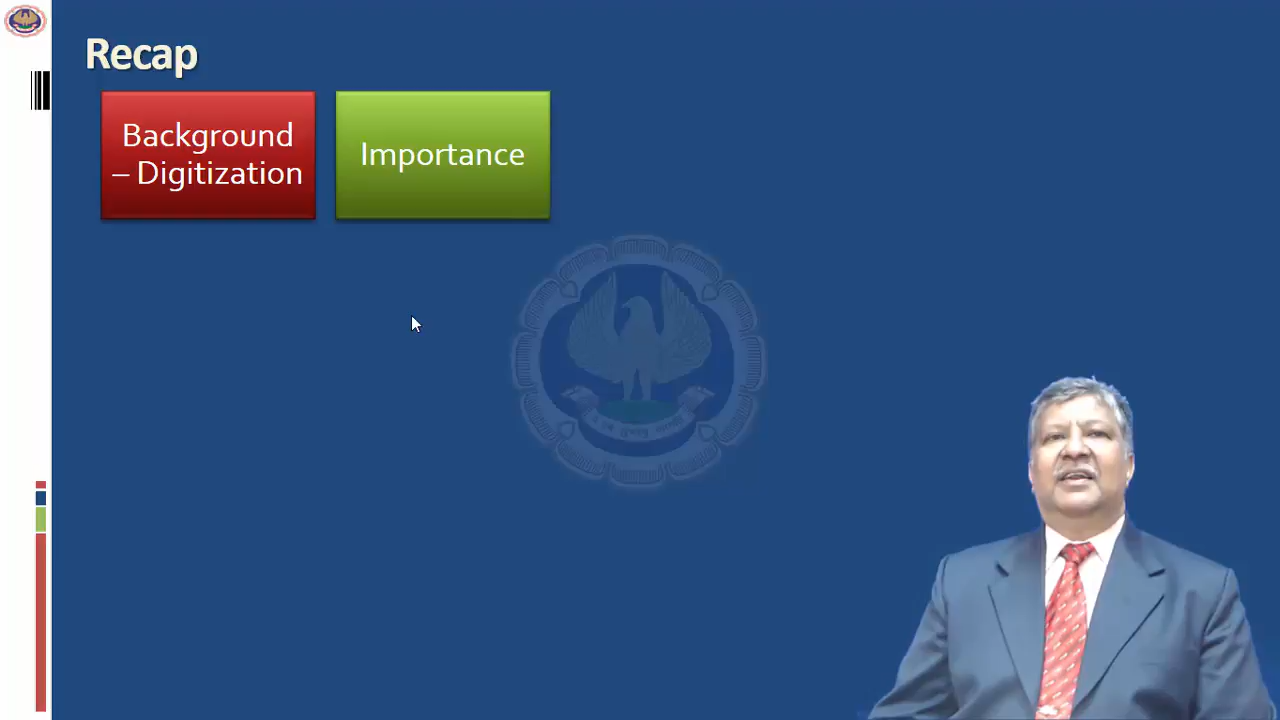 Recap
Background
– Digitization
Importance